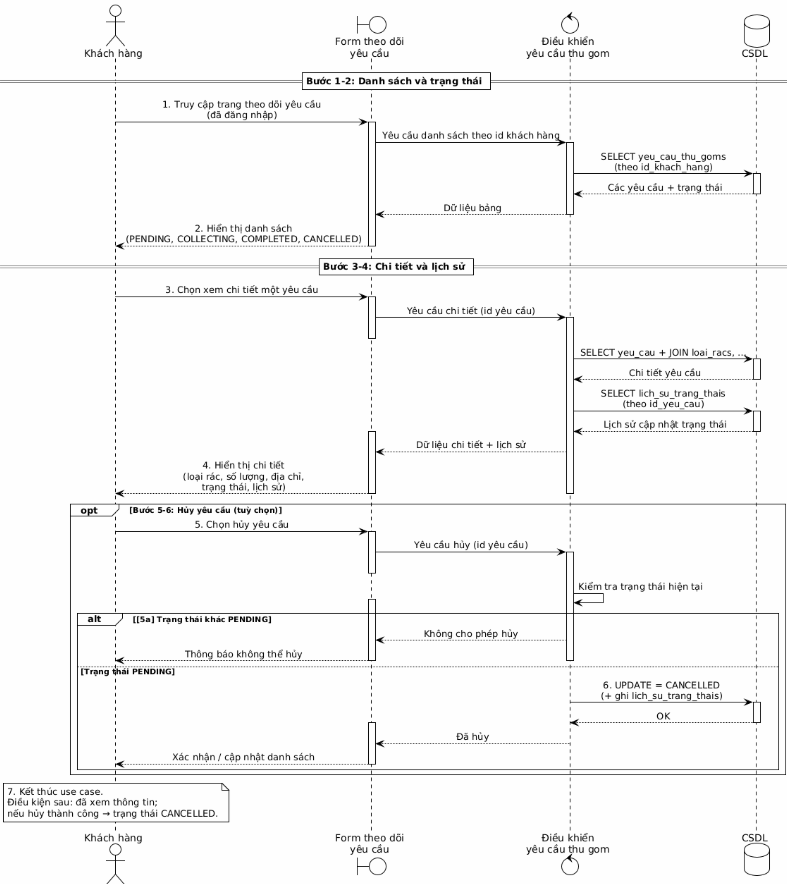 Khách hàng
Form theo dõi
yêu cầu
Điều khiển
yêu cầu thu gom
CSDL
Bước 1-2: Danh sách và trạng thái
1. Truy cập trang theo dõi yêu cầu
(đã đăng nhập)
Yêu cầu danh sách theo id khách hàng
SELECT yeu_cau_thu_goms
(theo id_khach_hang)
Các yêu cầu + trạng thái
Dữ liệu bảng
2. Hiển thị danh sách
(PENDING, COLLECTING, COMPLETED, CANCELLED)
Bước 3-4: Chi tiết và lịch sử
3. Chọn xem chi tiết một yêu cầu
Yêu cầu chi tiết (id yêu cầu)
SELECT yeu_cau + JOIN loai_racs, ...
Chi tiết yêu cầu
SELECT lich_su_trang_thais
(theo id_yeu_cau)
Lịch sử cập nhật trạng thái
Dữ liệu chi tiết + lịch sử
4. Hiển thị chi tiết
(loại rác, số lượng, địa chỉ,
trạng thái, lịch sử)
opt
[Bước 5-6: Hủy yêu cầu (tuỳ chọn)]
5. Chọn hủy yêu cầu
Yêu cầu hủy (id yêu cầu)
Kiểm tra trạng thái hiện tại
alt
[[5a] Trạng thái khác PENDING]
Không cho phép hủy
Thông báo không thể hủy
[Trạng thái PENDING]
6. UPDATE = CANCELLED
(+ ghi lich_su_trang_thais)
OK
Đã hủy
Xác nhận / cập nhật danh sách
7. Kết thúc use case.
Điều kiện sau: đã xem thông tin;
nếu hủy thành công → trạng thái CANCELLED.
Khách hàng
Form theo dõi
yêu cầu
Điều khiển
yêu cầu thu gom
CSDL